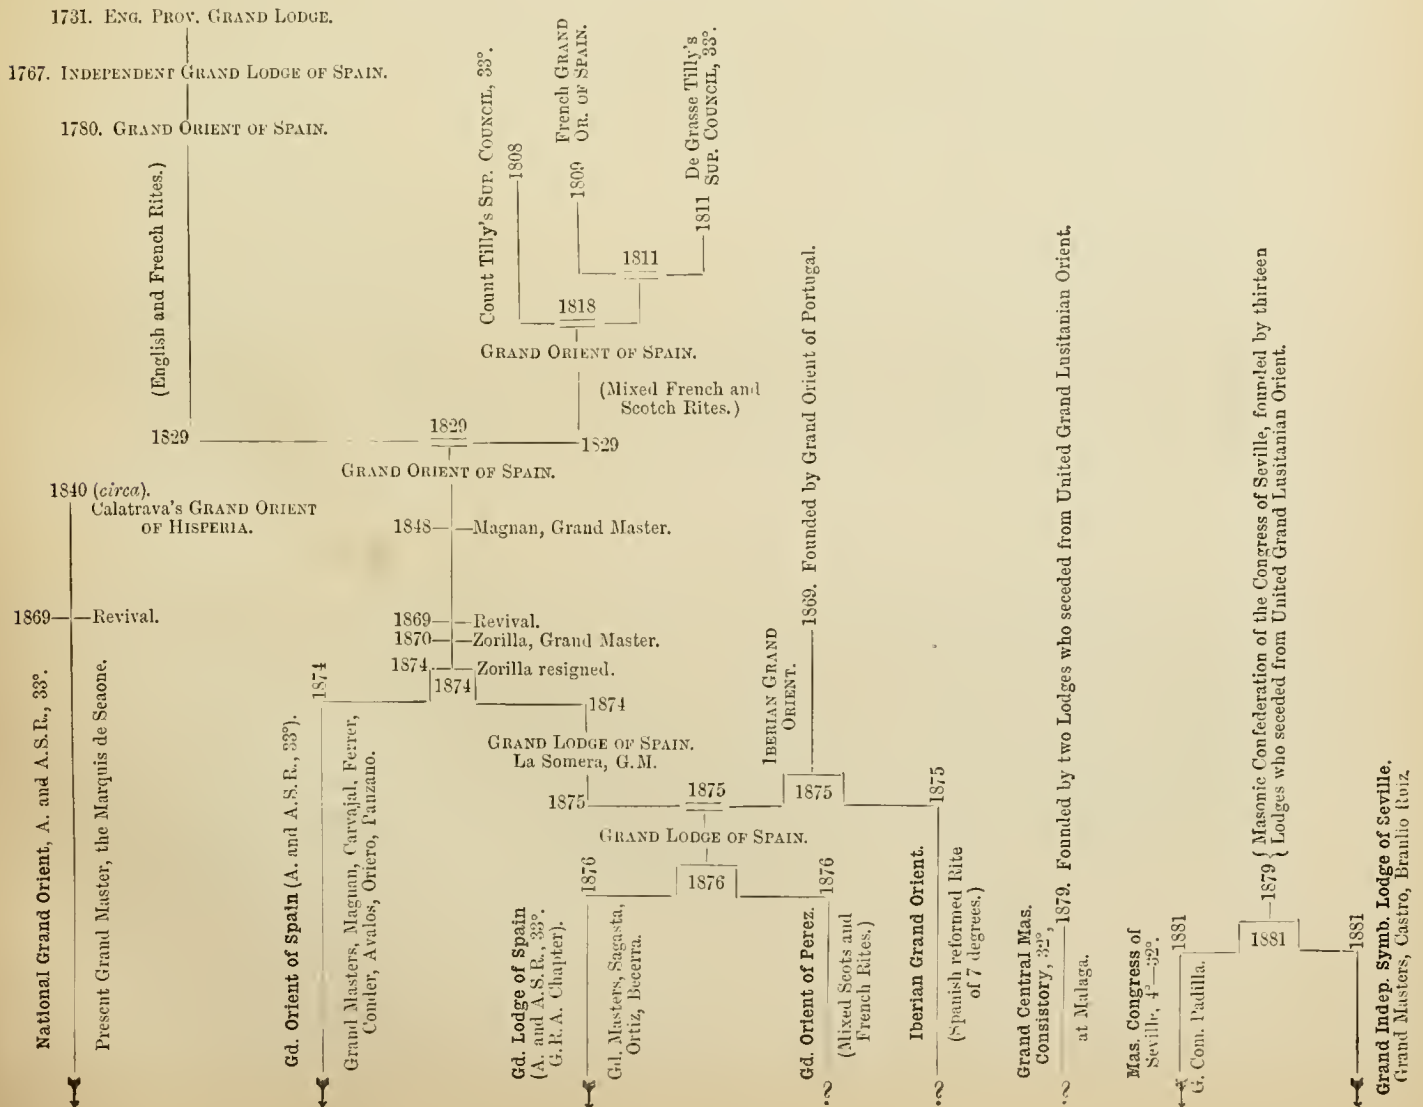 1731. ENG. PROV. GRAND LODGE.
1767. INDEPENDENT GRAND LODGE OF SPAIN.
1780. GRAND ORIENT OF SPAIN.
(English and French Rites.)
1829
Count Tilly's SUP. COUNCIL, 33°.
1808
French GRAND
OR. OF SPAIN.
1809
De Grasse Tilly's
SUP. COUNCIL, 33°.
1811
1811
1818
GRAND ORIENT OF SPAIN.
(Mixed French and
Scotch Rites.)
1829
1829
GRAND ORIENT OF SPAIN.
1840 (circa).
Calatrava's GRAND ORIENT
OF HISPERIA.
1848
Magnan, Grand Master.
1869
Revival.
1869
Revival.
1870
Zorilla, Grand Master.
1874
Zorilla resigned.
1874
1874
1874
GRAND LODGE OF SPAIN.
La Somera, G.M.
1875
1875
GRAND LODGE OF SPAIN.
1876
1876
1876
IBERIAN GRAND
ORIENT.
1869. Founded by Grand Orient of Portugal.
1875
1875
National Grand Orient, A. and A.S.R., 33°.
Present Grand Master, the Marquis de Seaone.
Gd. Orient of Spain (A. and A.S.R., 33°).
Grand Masters, Magnan, Carvajal, Ferrer,
Conder, Avalos, Oriero, Panzano.
Gd. Lodge of Spain
(A. and A.S.R., 33°.
G.R.A. Chapter).
Gd. Masters, Sagasta,
Ortiz, Becerra.
Gd. Orient of Perez.
(Mixed Scots and
French Rites.)
Iberian Grand Orient.
(Spanish reformed Rite
of 7 degrees.)
Grand Central Mas.
Consistory, 32°,
1879. Founded by two Lodges who seceded from United Grand Lusitanian Orient,
at Malaga.
1879 { Masonic Confederation of the Congress of Seville, founded by thirteen
Lodges who seceded from United Grand Lusitanian Orient.
1881
1881
1881
Mas. Congress of
Seville, 4°—32°.
G. Com. Padilla.
Grand Indep. Symb. Lodge of Seville.
Grand Masters, Castro, Braulio Ruiz.